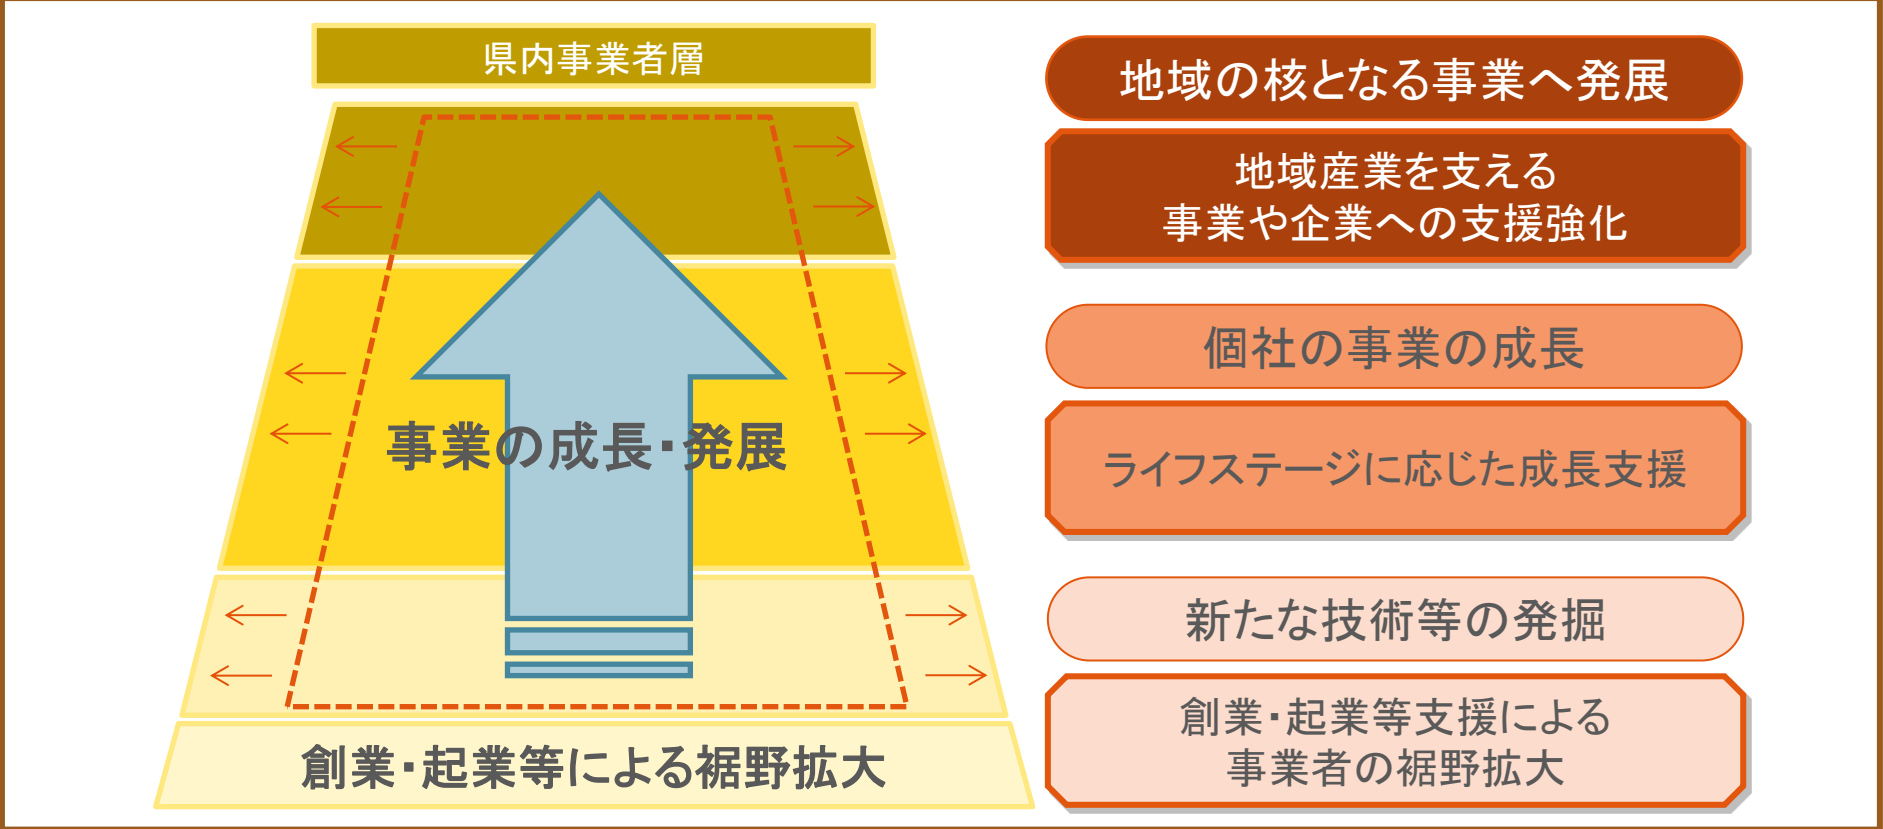 県内事業者層
事業の成長・発展
創業・起業等による裾野拡大
地域の核となる事業へ発展
地域産業を支える
事業や企業への支援強化
個社の事業の成長
ライフステージに応じた成長支援
新たな技術等の発掘
創業・起業等支援による
事業者の裾野拡大